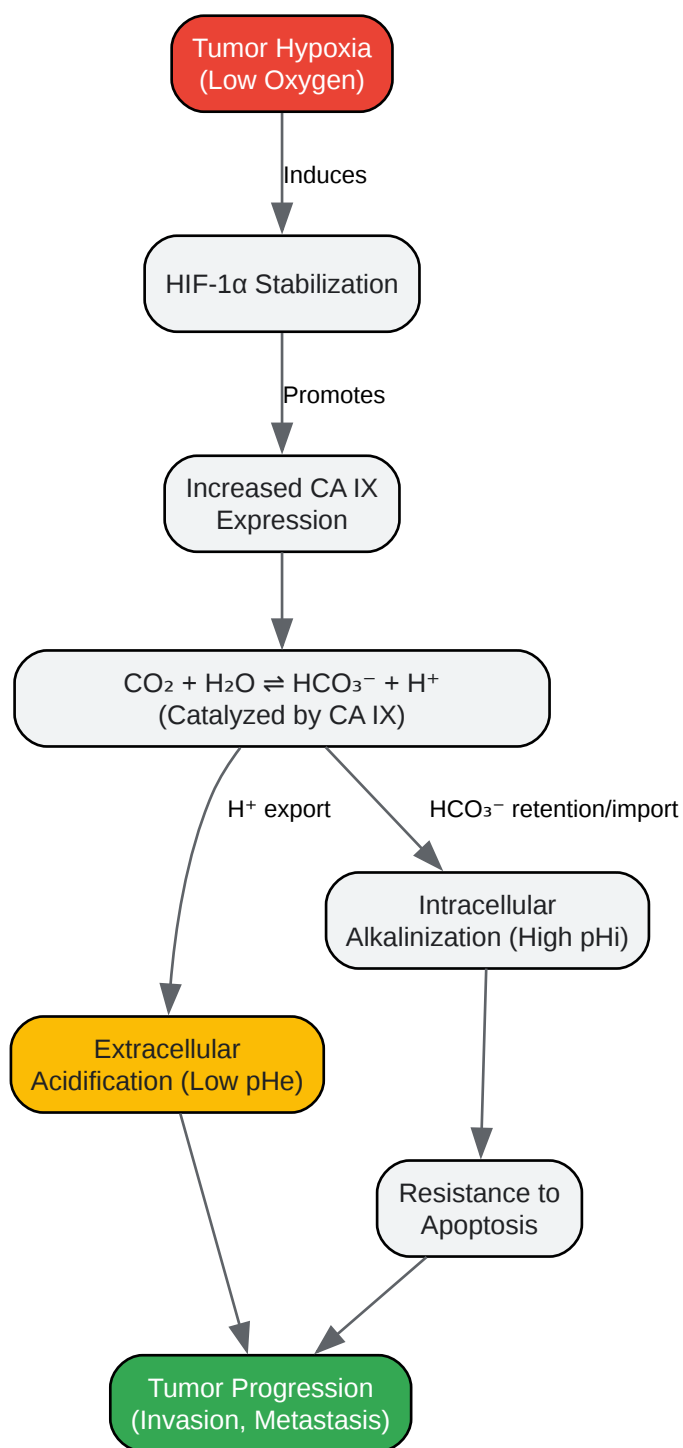 Tumor Hypoxia
(Low Oxygen)
Induces
HIF-1α Stabilization
Promotes
Increased CA IX
Expression
CO₂ + H₂O ⇌ HCO₃⁻ + H⁺
(Catalyzed by CA IX)
H⁺ export
HCO₃⁻ retention/import
Intracellular
Alkalinization (High pHi)
Extracellular
Acidification (Low pHe)
Resistance to
Apoptosis
Tumor Progression
(Invasion, Metastasis)